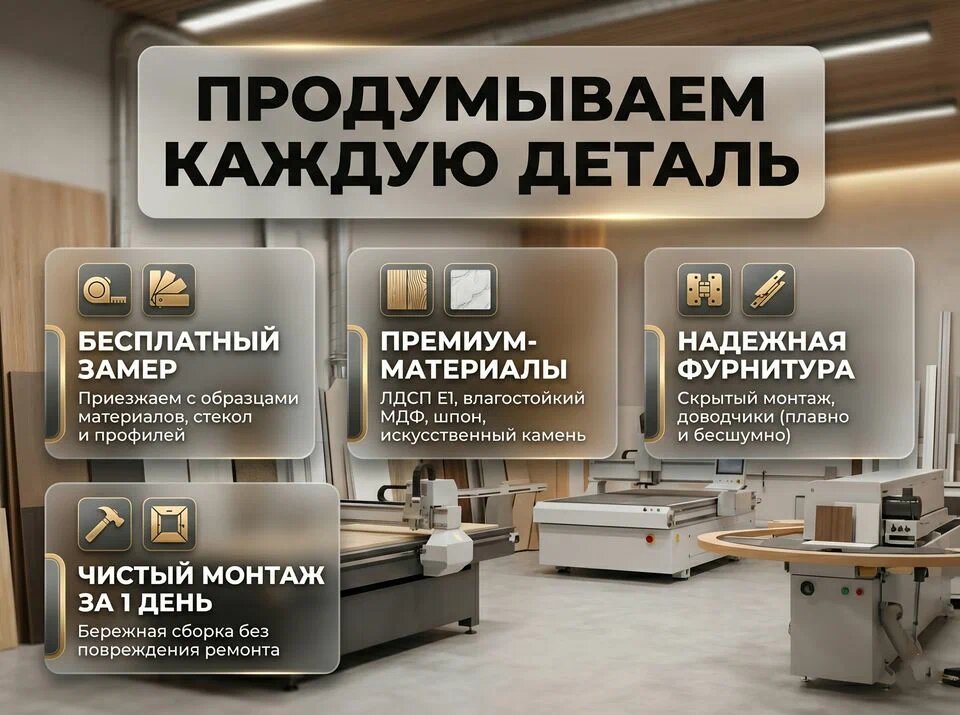 ПРОДУМЫВАЕМ
КАЖДУЮ ДЕТАЛЬ
БЕСПЛАТНЫЙ
ЗАМЕР
Приезжаем с образцами
материалов, стекол
и профилей
ПРЕМИУМ-
МАТЕРИАЛЫ
ЛДСП E1, влагостойкий
МДФ, шпон,
искусственный камень
НАДЕЖНАЯ
ФУРНИТУРА
Скрытый монтаж,
доводчики (плавно
и бесшумно)
ЧИСТЫЙ МОНТАЖ
ЗА 1 ДЕНЬ
Бережная сборка без
повреждения ремонта